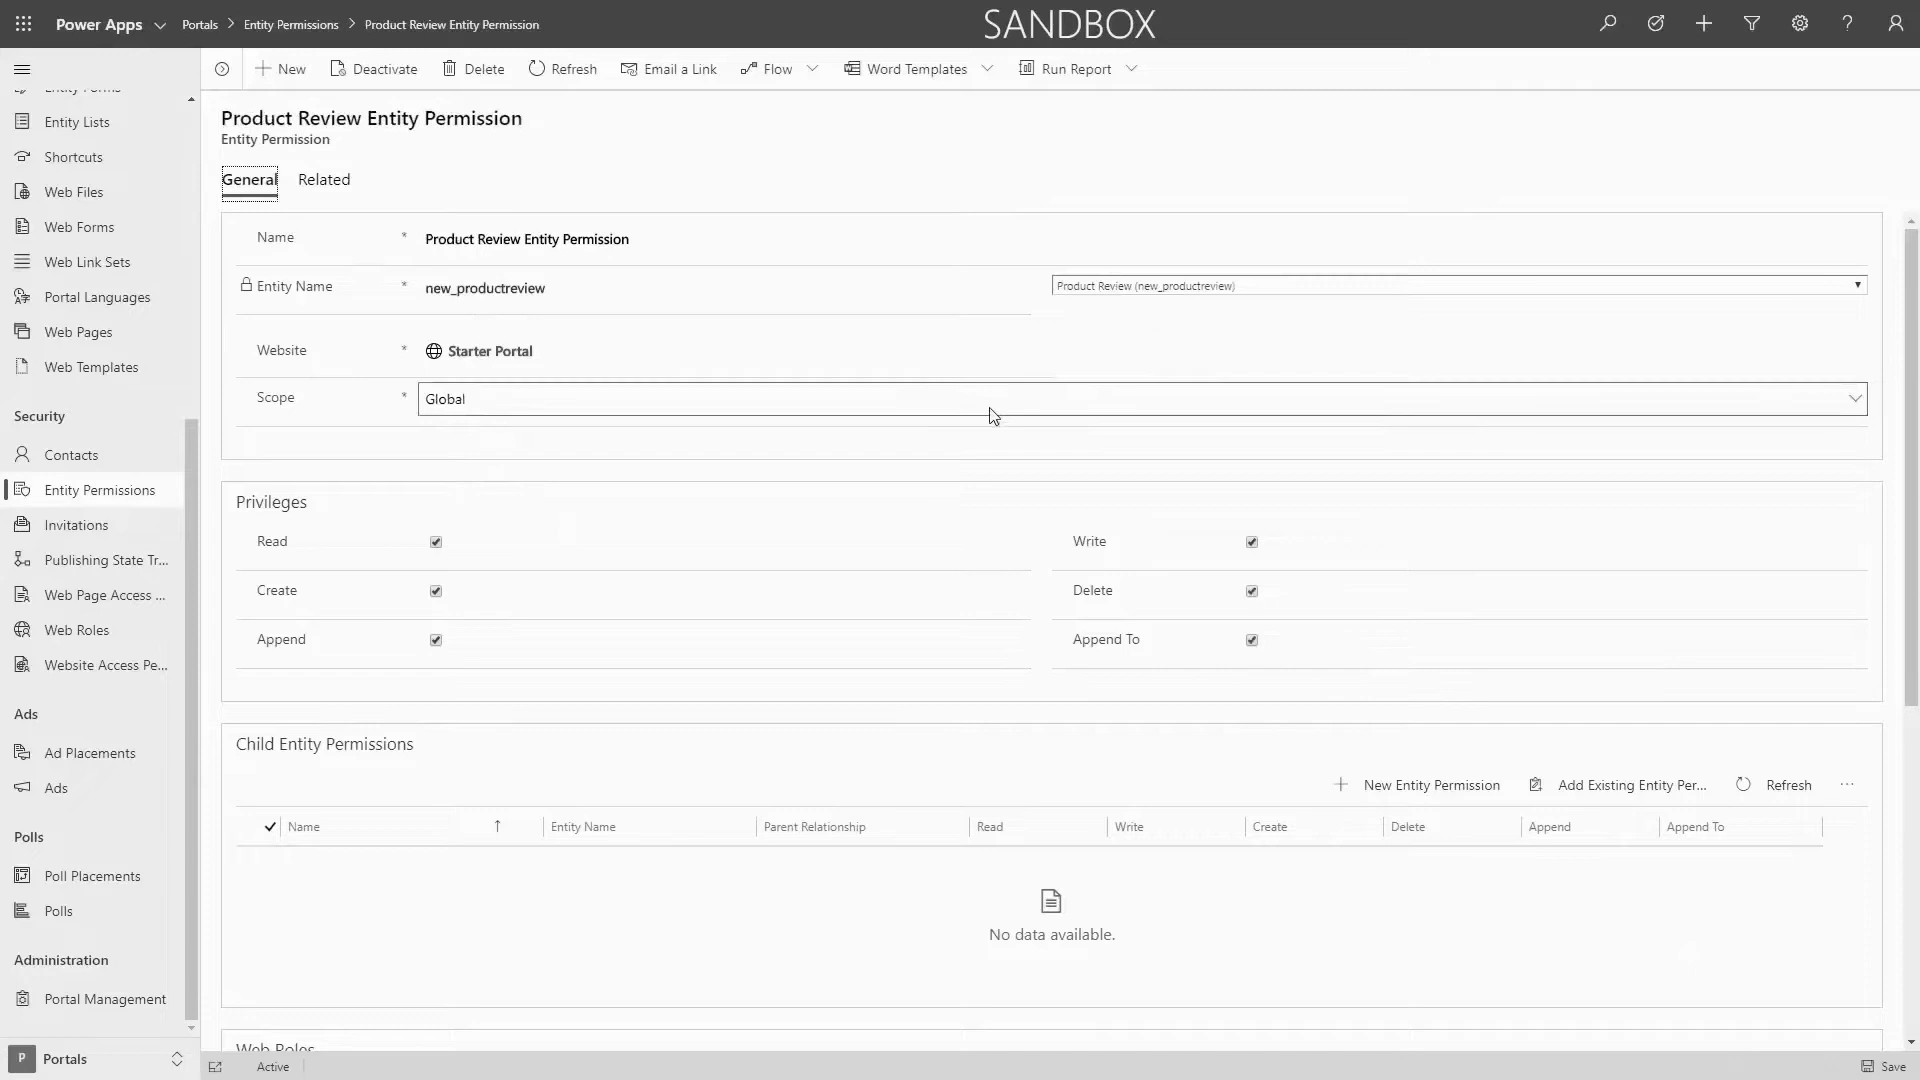 Power Apps
Portals > Entity Permissions > Product Review Entity Permission
SANDBOX
New
Deactivate
Delete
Refresh
Email a Link
Flow
Word Templates
Run Report
Entity Forms
Entity Lists
Shortcuts
Web Files
Web Forms
Web Link Sets
Portal Languages
Web Pages
Web Templates
Security
Contacts
Entity Permissions
Invitations
Publishing State Tr...
Web Page Access ...
Web Roles
Website Access Pe...
Ads
Ad Placements
Ads
Polls
Poll Placements
Polls
Administration
Portal Management
P Portals
Product Review Entity Permission
Entity Permission
General
Related
Name * Product Review Entity Permission
Entity Name * new_productreview
Product Review (new_productreview)
Website * Starter Portal
Scope * Global
Privileges
Read
Write
Create
Delete
Append
Append To
Child Entity Permissions
New Entity Permission
Add Existing Entity Per...
Refresh
...
Name
Entity Name
Parent Relationship
Read
Write
Create
Delete
Append
Append To
No data available.
Web Roles
Active
Save